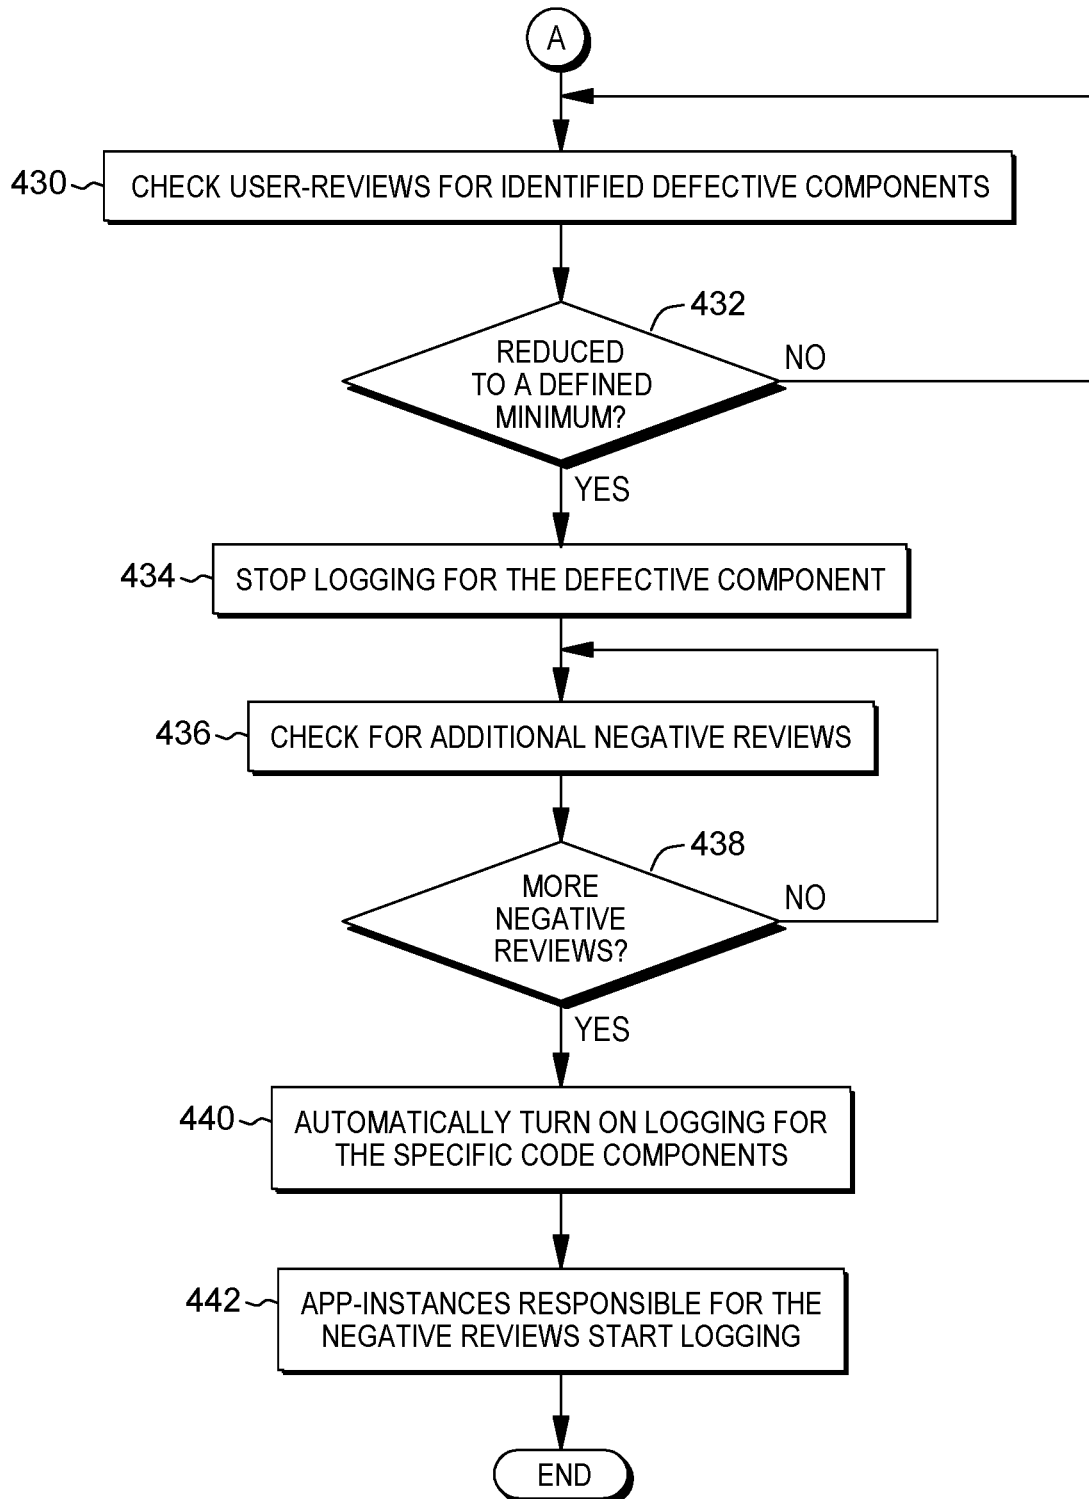 A
430
CHECK USER-REVIEWS FOR IDENTIFIED DEFECTIVE COMPONENTS
432
REDUCED
TO A DEFINED
MINIMUM?
NO
YES
434
STOP LOGGING FOR THE DEFECTIVE COMPONENT
436
CHECK FOR ADDITIONAL NEGATIVE REVIEWS
438
MORE
NEGATIVE
REVIEWS?
NO
YES
440
AUTOMATICALLY TURN ON LOGGING FOR
THE SPECIFIC CODE COMPONENTS
442
APP-INSTANCES RESPONSIBLE FOR THE
NEGATIVE REVIEWS START LOGGING
END